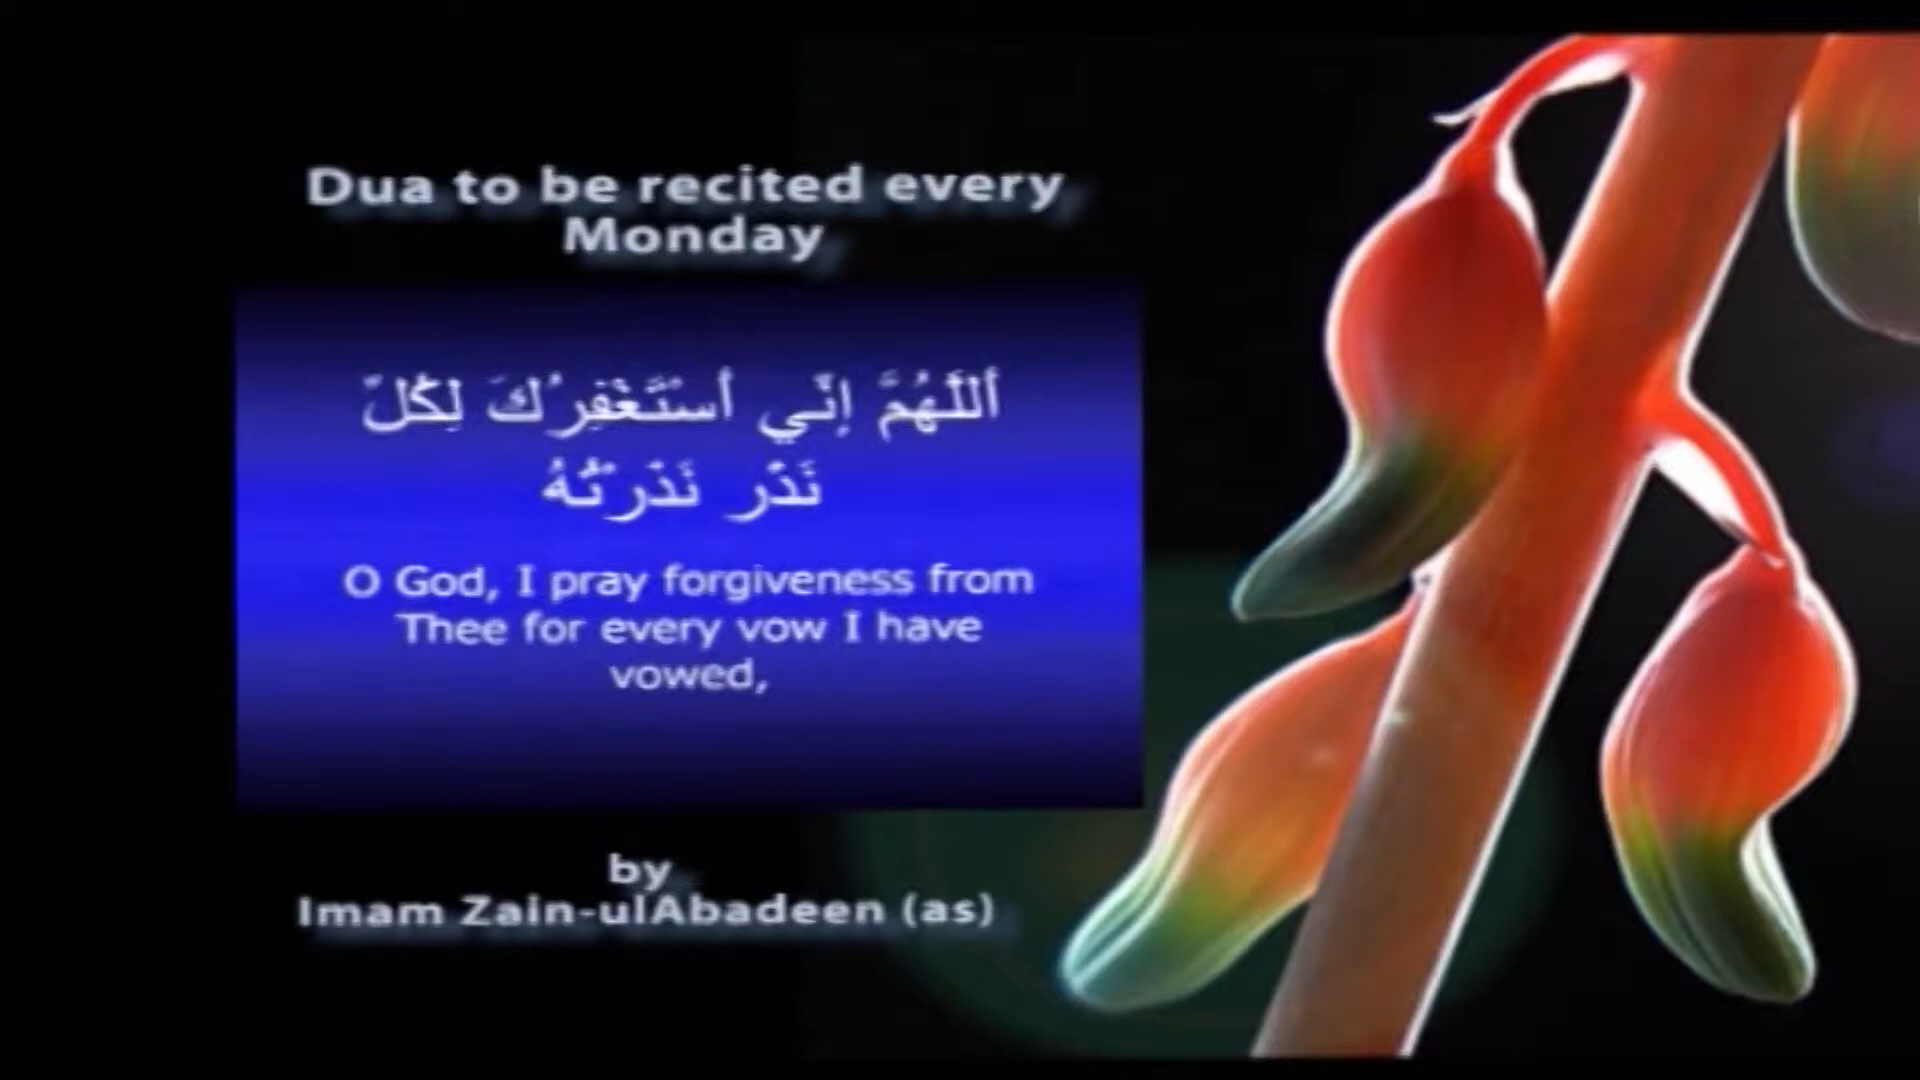 Dua to be recited every
Monday
أَللَّهُمَّ إِنِّي أَسْتَغْفِرُكَ لِكُلِّ
نَذْرٍ نَذَرْتُهُ
O God, I pray forgiveness from
Thee for every vow I have
vowed,
by
Imam Zain-ulAbadeen (as)